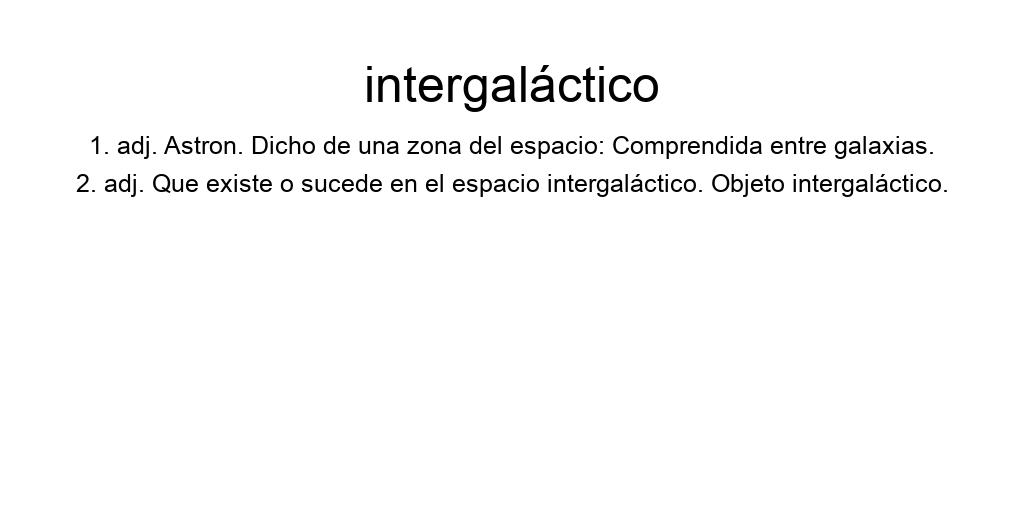 intergaláctico
1. adj. Astron. Dicho de una zona del espacio: Comprendida entre galaxias.
2. adj. Que existe o sucede en el espacio intergaláctico. Objeto intergaláctico.